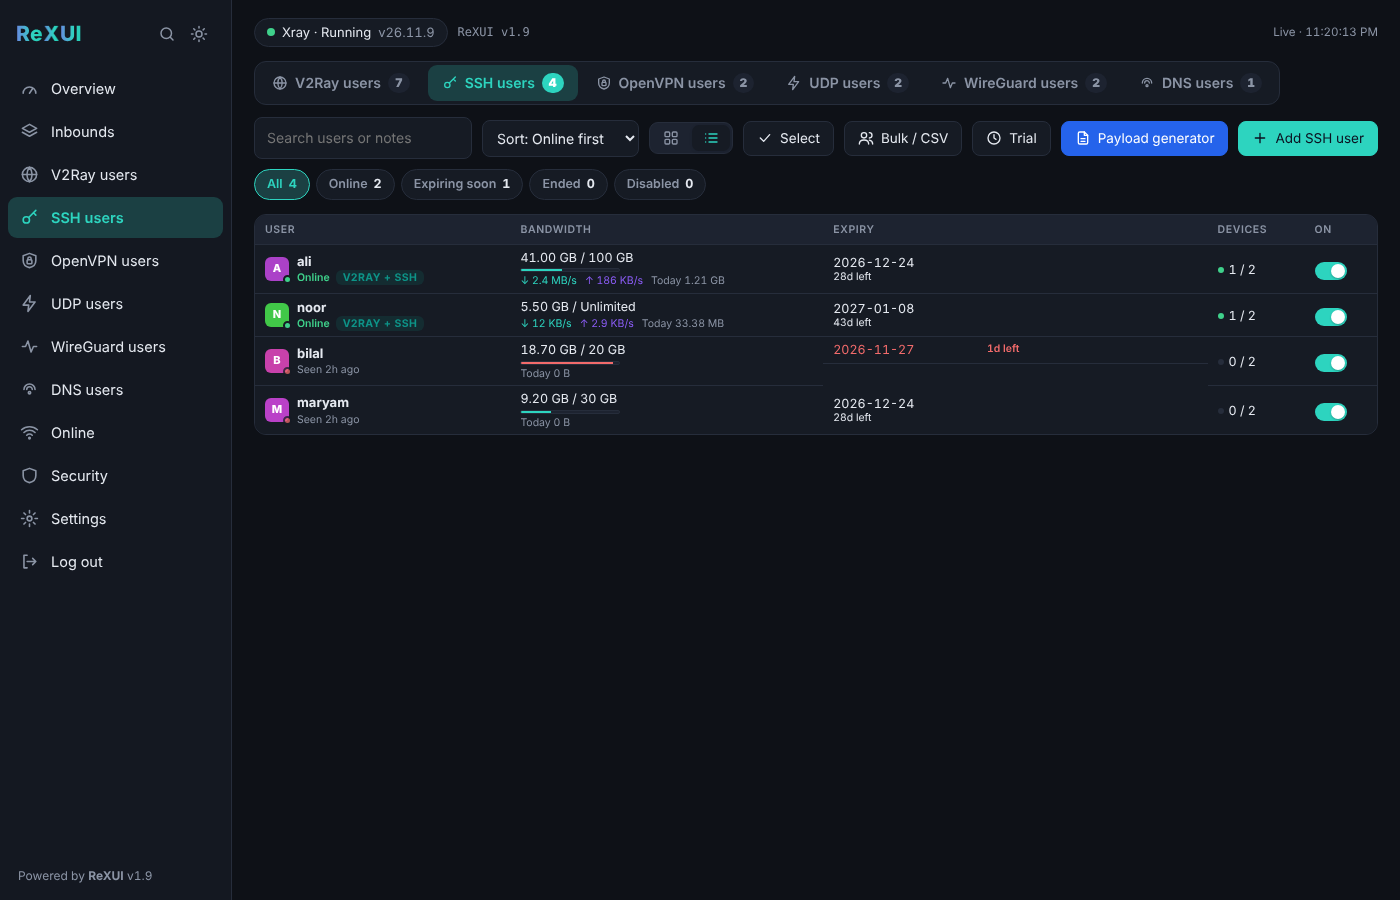 ReXUI
Xray · Running v26.11.9 ReXUI v1.9 Live · 11:20:13 PM
Overview
Inbounds
V2Ray users
SSH users
OpenVPN users
UDP users
WireGuard users
DNS users
Online
Security
Settings
Log out
Powered by ReXUI v1.9
V2Ray users 7 SSH users 4 OpenVPN users 2 UDP users 2 WireGuard users 2 DNS users 1
Search users or notes Sort: Online first Select Bulk / CSV Trial Payload generator Add SSH user
All 4 Online 2 Expiring soon 1 Ended 0 Disabled 0
USER BANDWIDTH EXPIRY DEVICES ON
A ali 41.00 GB / 100 GB 2026-12-24 1 / 2
Online V2RAY + SSH ↓ 2.4 MB/s ↑ 186 KB/s Today 1.21 GB 28d left
N noor 5.50 GB / Unlimited 2027-01-08 1 / 2
Online V2RAY + SSH ↓ 12 KB/s ↑ 2.9 KB/s Today 33.38 MB 43d left
B bilal 18.70 GB / 20 GB 2026-11-27 1d left 0 / 2
Seen 2h ago Today 0 B
M maryam 9.20 GB / 30 GB 2026-12-24 0 / 2
Seen 2h ago Today 0 B 28d left